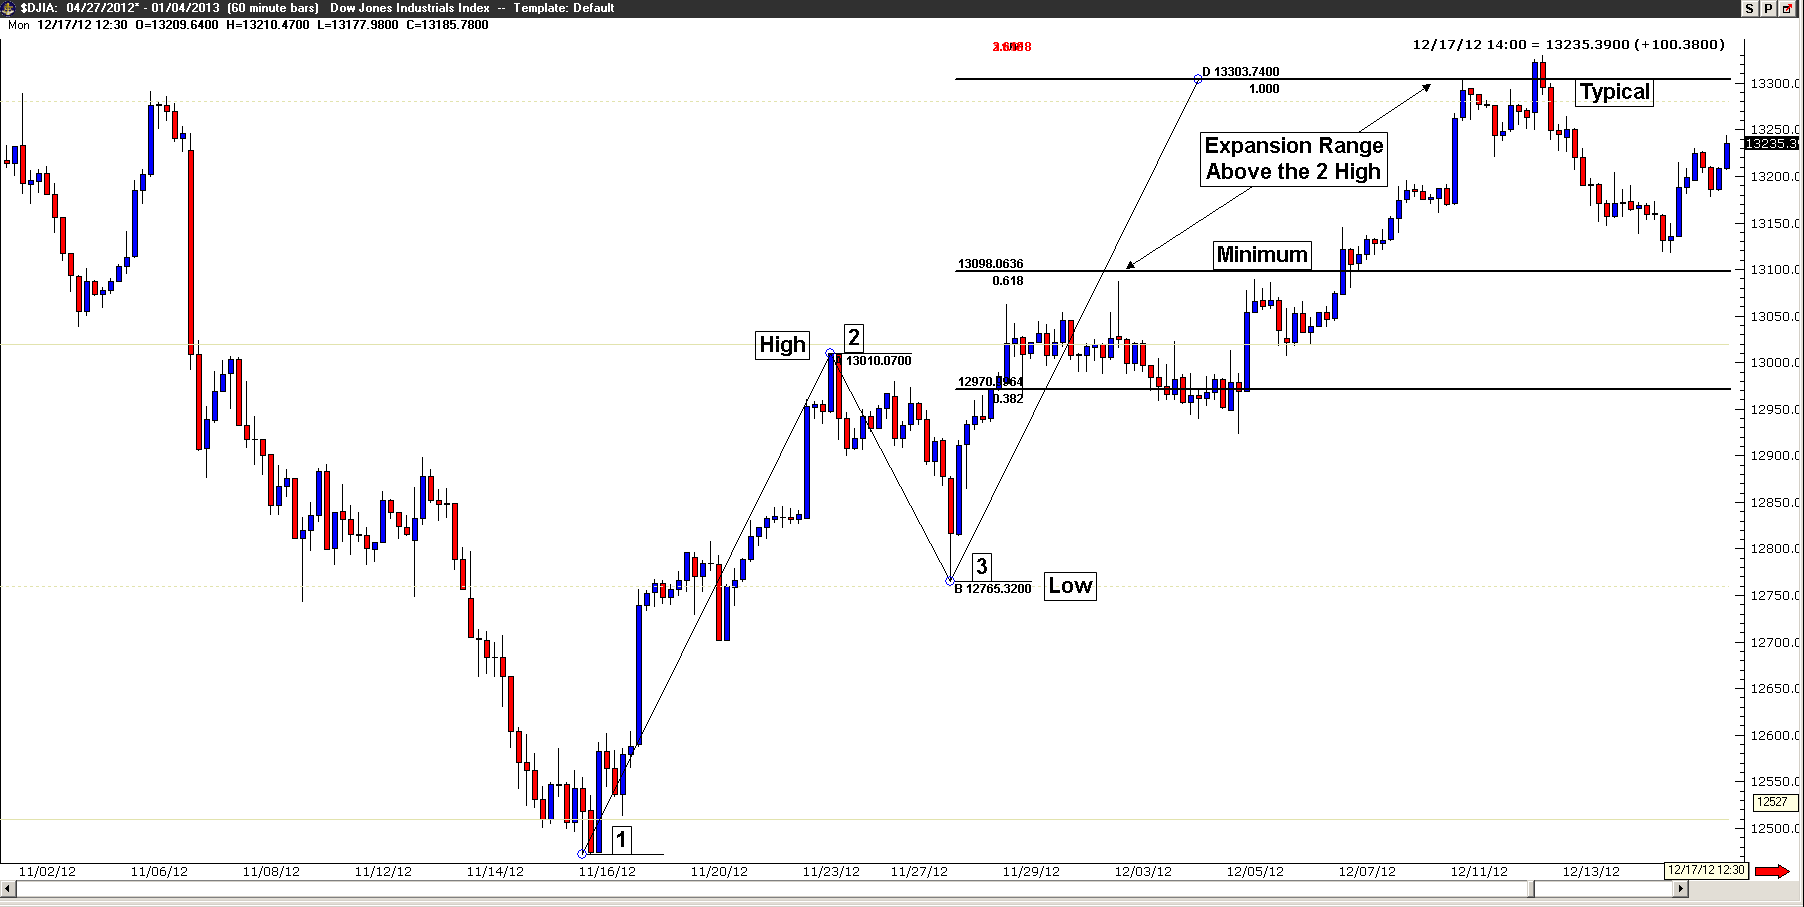 $DJIA: 04/27/2012* - 01/04/2013 (60 minute bars) Dow Jones Industrials Index -- Template: Default
S P
Mon 12/17/12 12:30 O=13209.6400 H=13210.4700 L=13177.9800 C=13185.7800
12/17/12 14:00 = 13235.3900 (+100.3800)
D 13303.7400
1.000
Typical
Expansion Range
Above the 2 High
Minimum
13098.0636
0.618
High
2
13010.0700
0.382
3
B 12765.3200
Low
1
13300.0
13250.0
13235.3
13200.0
13150.0
13100.0
13050.0
13000.0
12950.0
12900.0
12850.0
12800.0
12750.0
12700.0
12650.0
12600.0
12550.0
12527
12500.0
11/02/12 11/06/12 11/08/12 11/12/12 11/14/12 11/16/12 11/20/12 11/23/12 11/27/12 11/29/12 12/03/12 12/05/12 12/07/12 12/11/12 12/13/12 12/17/12 12:30